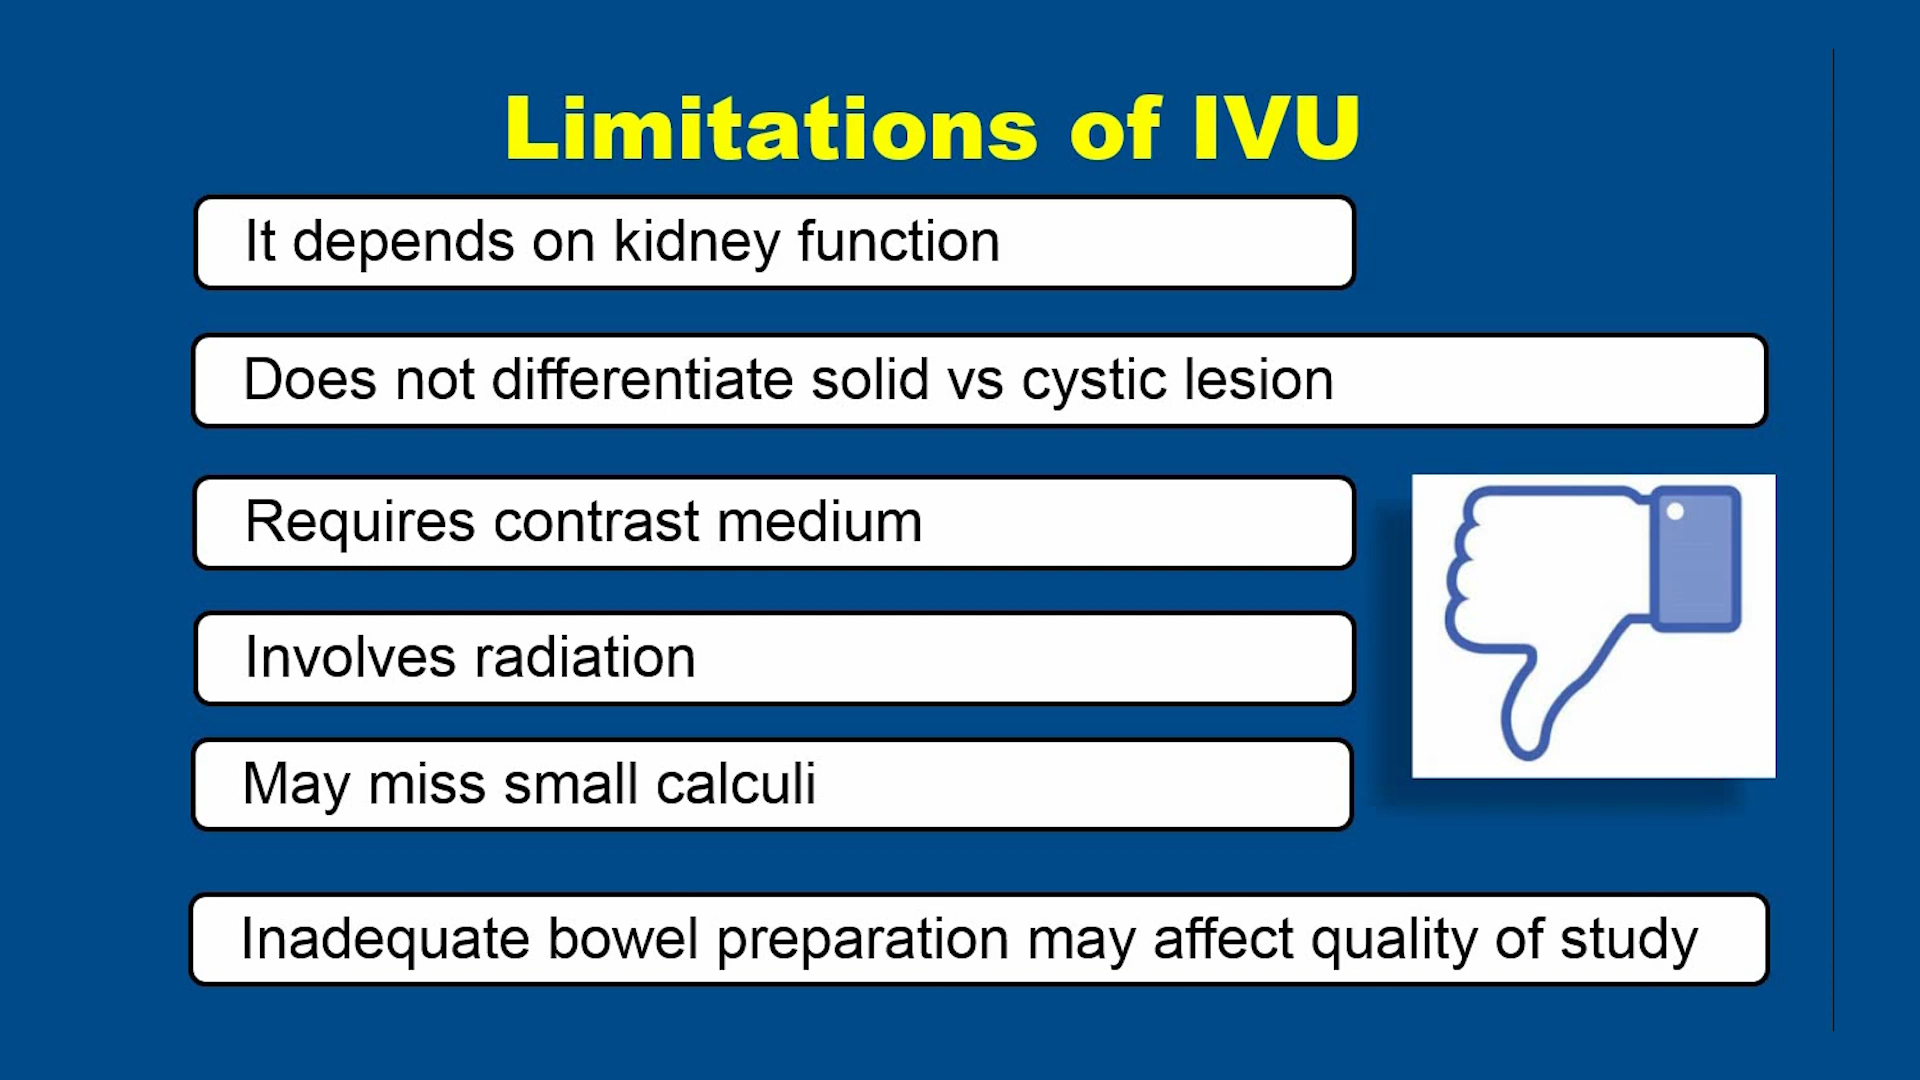 Limitations of IVU
It depends on kidney function
Does not differentiate solid vs cystic lesion
Requires contrast medium
Involves radiation
May miss small calculi
Inadequate bowel preparation may affect quality of study